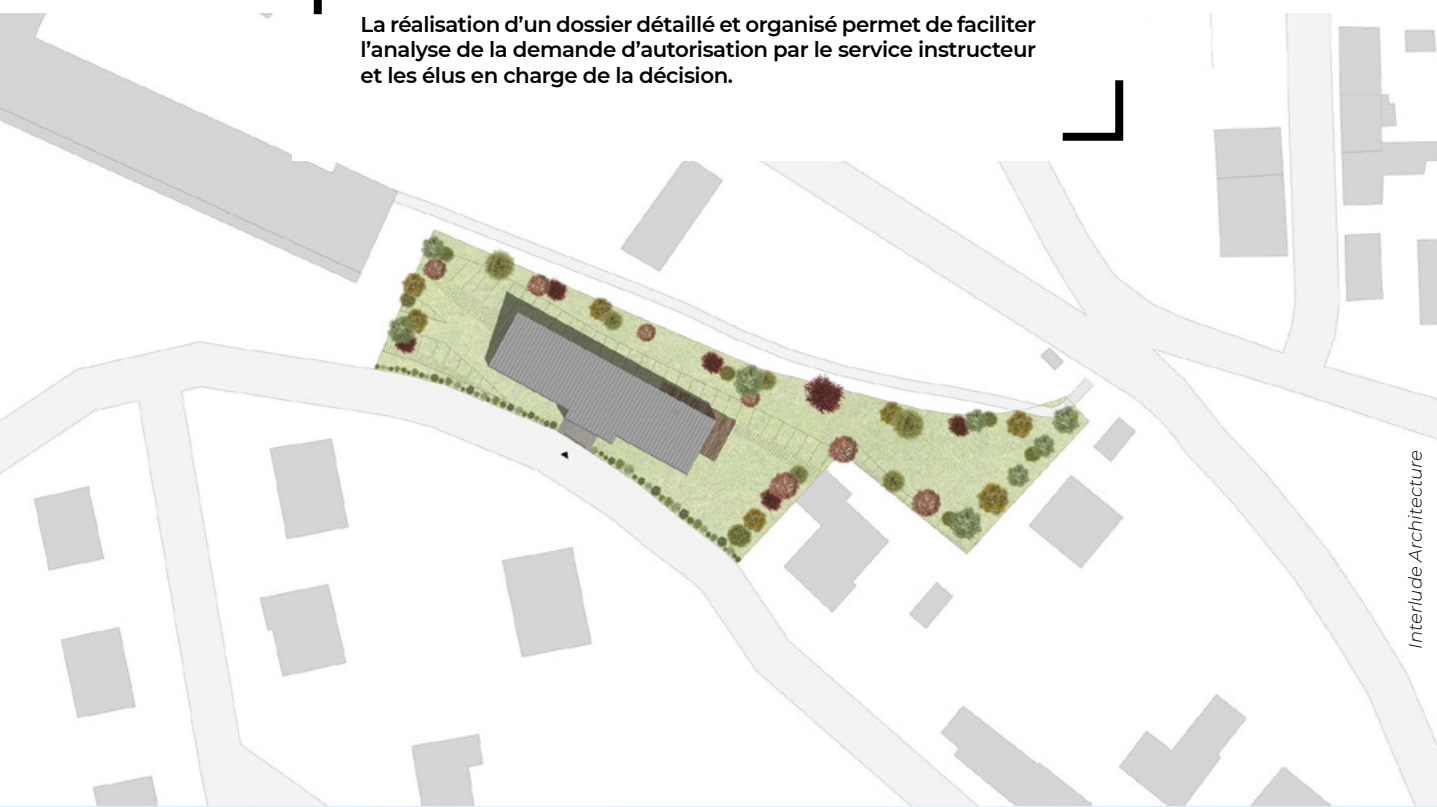 La réalisation d’un dossier détaillé et organisé permet de faciliter
l’analyse de la demande d’autorisation par le service instructeur
et les élus en charge de la décision.
Interlude Architecture